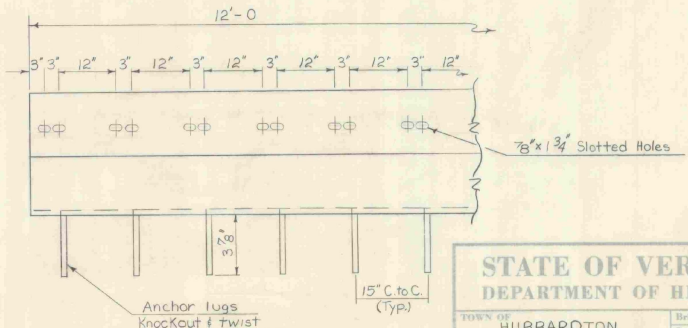 12'-0
3" 3" 12" 3" 12" 3" 12" 3" 12" 3" 12" 3" 12"
7/8" x 1 3/4" Slotted Holes
3 7/8"
15" C. to C.
(Typ.)
Anchor lugs
Knockout & twist
STATE OF
DEPARTMENT OF
TOWN OF
HUBBARDTON